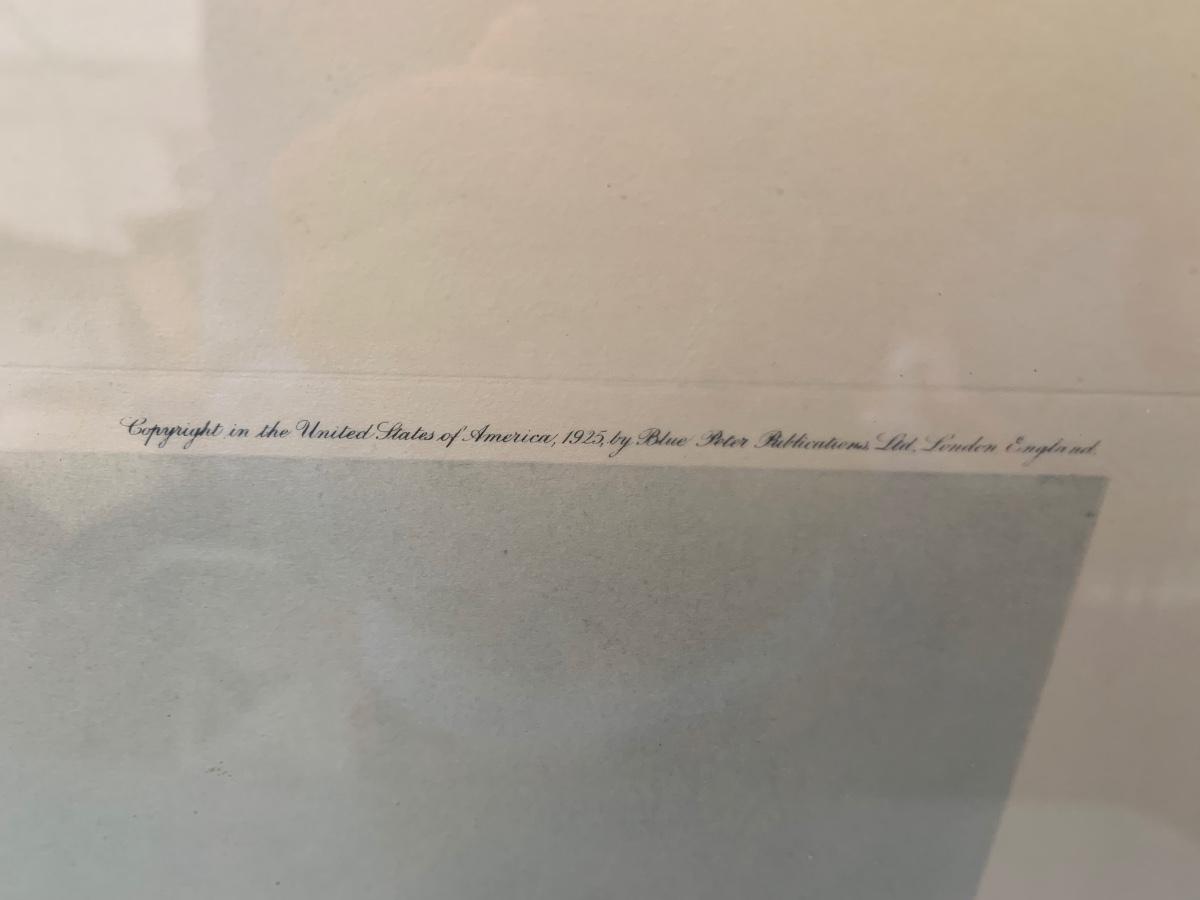 Copyright in the United States of America, 1925, by Blue Peter Publications, Ltd, London England.